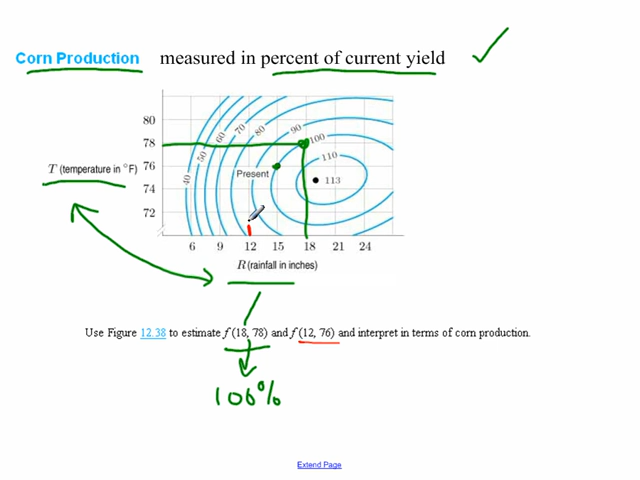 Corn Production measured in percent of current yield
80
78
76
74
72
T (temperature in °F)
40
50
60
70
80
90
100
110
113
Present
6 9 12 15 18 21 24
R (rainfall in inches)
Use Figure 12.38 to estimate f (18, 78) and f (12, 76) and interpret in terms of corn production.
100%
Extend Page